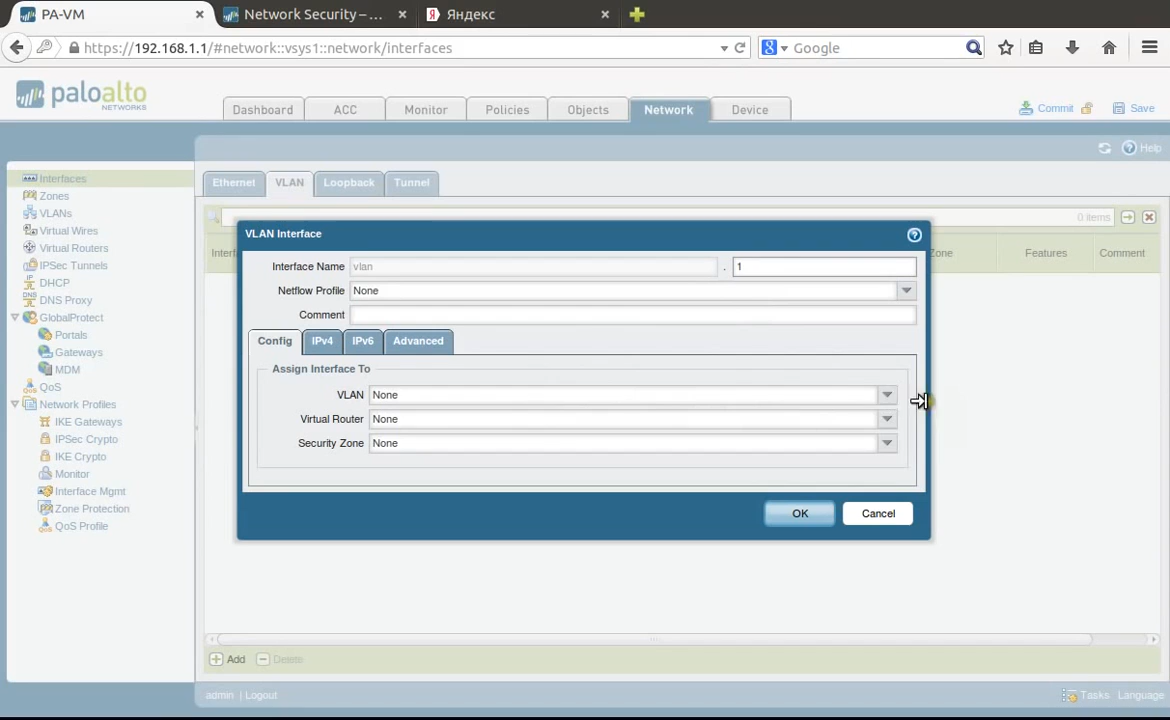 PA-VM
Network Security – ...
Яндекс
https://192.168.1.1/#network::vsys1::network/interfaces
Google
paloalto
NETWORKS
Dashboard
ACC
Monitor
Policies
Objects
Network
Device
Commit
Save
Help
Interfaces
Zones
VLANs
Virtual Wires
Virtual Routers
IPSec Tunnels
DHCP
DNS Proxy
GlobalProtect
Portals
Gateways
MDM
QoS
Network Profiles
IKE Gateways
IPSec Crypto
IKE Crypto
Monitor
Interface Mgmt
Zone Protection
QoS Profile
Ethernet
VLAN
Loopback
Tunnel
0 items
Zone
Features
Comment
VLAN Interface
Interface Name vlan . 1
Netflow Profile None
Comment
Config
IPv4
IPv6
Advanced
Assign Interface To
VLAN None
Virtual Router None
Security Zone None
OK
Cancel
Add
Delete
admin | Logout
Tasks
Language